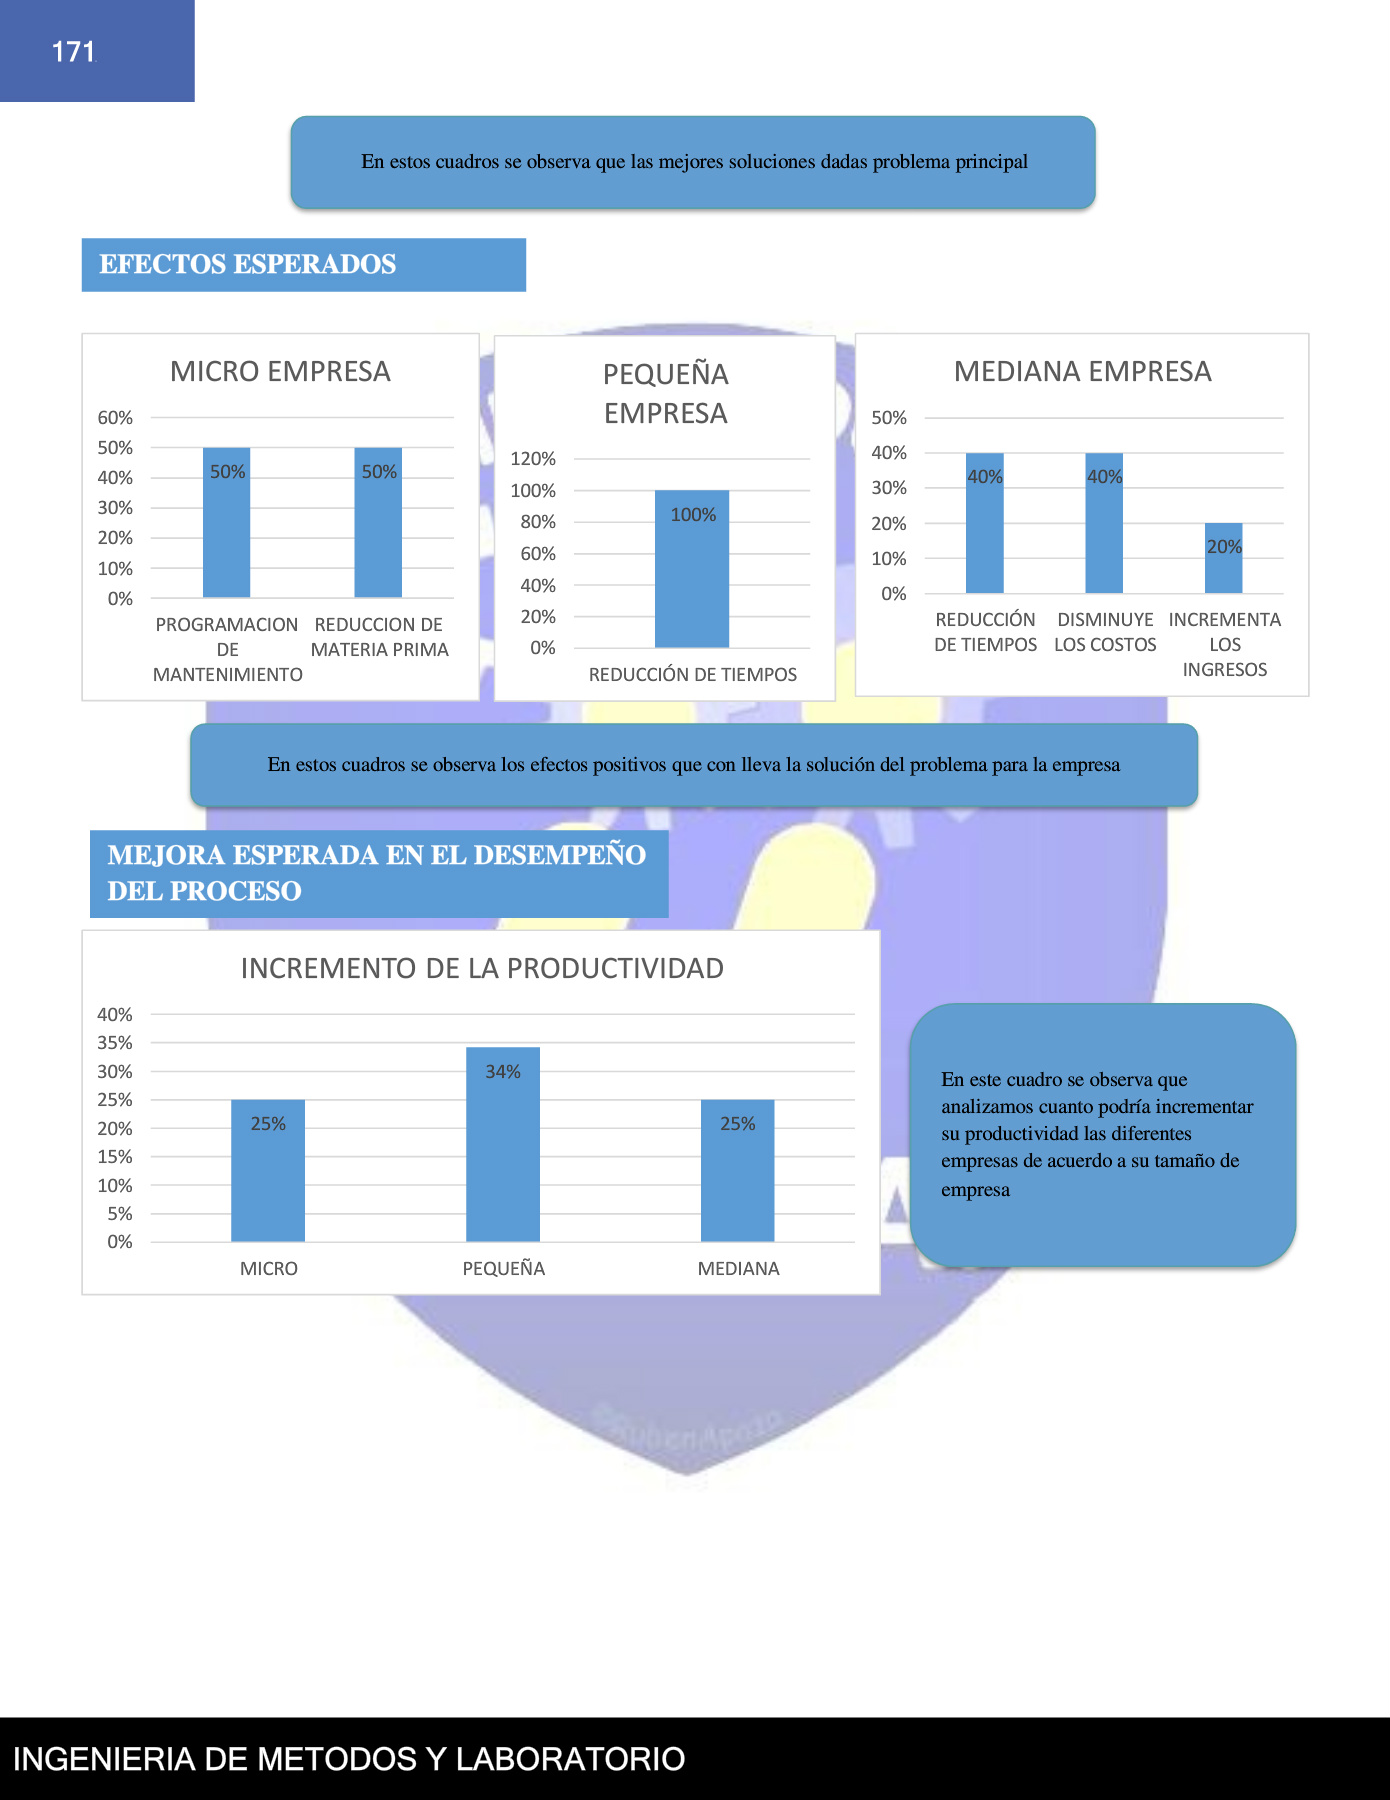 171
En estos cuadros se observa que las mejores soluciones dadas problema principal
EFECTOS ESPERADOS
MICRO EMPRESA
60%
50%
40%
30%
20%
10%
0%
50%
50%
PROGRAMACION
DE
MANTENIMIENTO
REDUCCION DE
MATERIA PRIMA
PEQUEÑA
EMPRESA
120%
100%
80%
60%
40%
20%
0%
100%
REDUCCIÓN DE TIEMPOS
MEDIANA EMPRESA
50%
40%
30%
20%
10%
0%
40%
40%
20%
REDUCCIÓN
DE TIEMPOS
DISMINUYE
LOS COSTOS
INCREMENTA
LOS
INGRESOS
En estos cuadros se observa los efectos positivos que con lleva la solución del problema para la empresa
MEJORA ESPERADA EN EL DESEMPEÑO
DEL PROCESO
INCREMENTO DE LA PRODUCTIVIDAD
40%
35%
30%
25%
20%
15%
10%
5%
0%
25%
34%
25%
MICRO
PEQUEÑA
MEDIANA
En este cuadro se observa que
analizamos cuanto podría incrementar
su productividad las diferentes
empresas de acuerdo a su tamaño de
empresa
©RubenApaza
INGENIERIA DE METODOS Y LABORATORIO